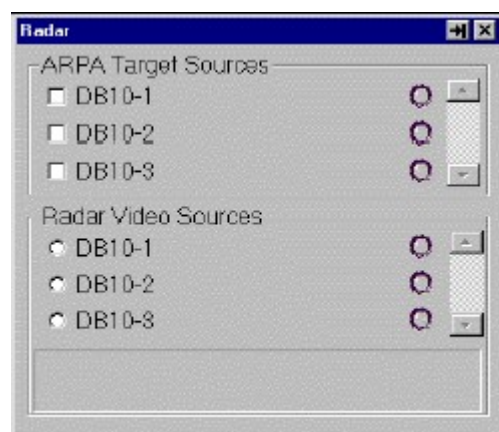 Radar
ARPA Target Sources
DB10-1
DB10-2
DB10-3
Radar Video Sources
DB10-1
DB10-2
DB10-3